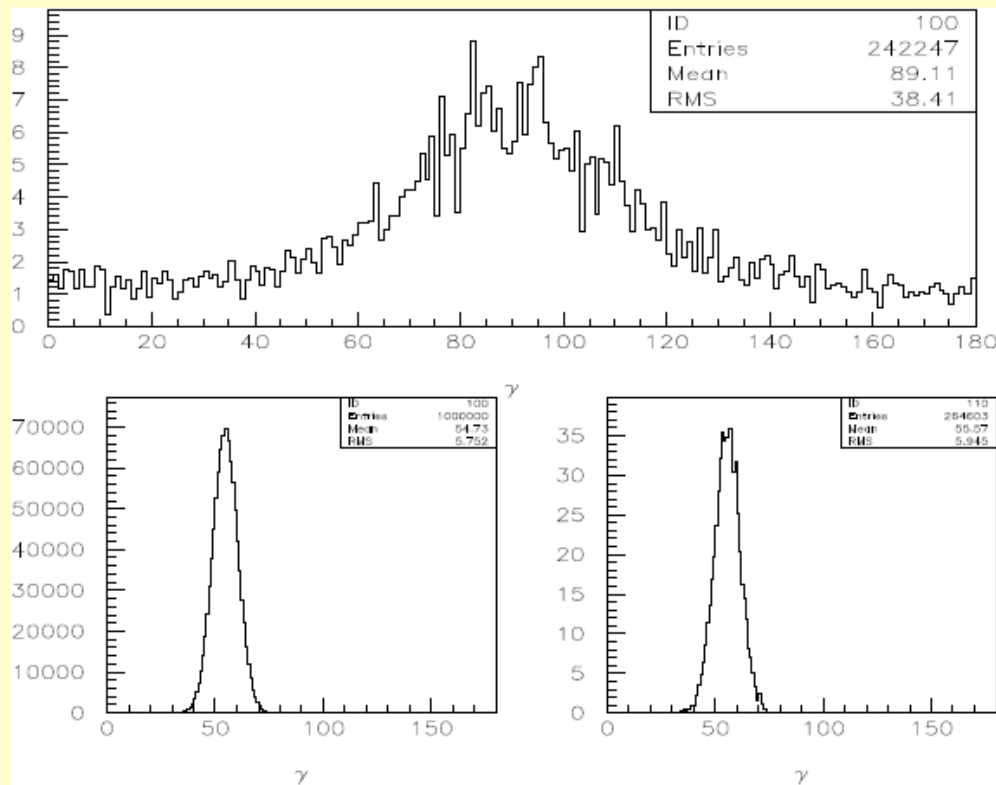 ID 100
Entries 242247
Mean 89.11
RMS 38.41
9
8
7
6
5
4
3
2
1
0
0 20 40 60 80 100 120 140 160 180
γ
ID 100
Entries 1000000
Mean 54.73
RMS 5.752
70000
60000
50000
40000
30000
20000
10000
0
0 50 100 150
γ
ID 110
Entries 264603
Mean 55.57
RMS 5.945
35
30
25
20
15
10
5
0
0 50 100 150
γ